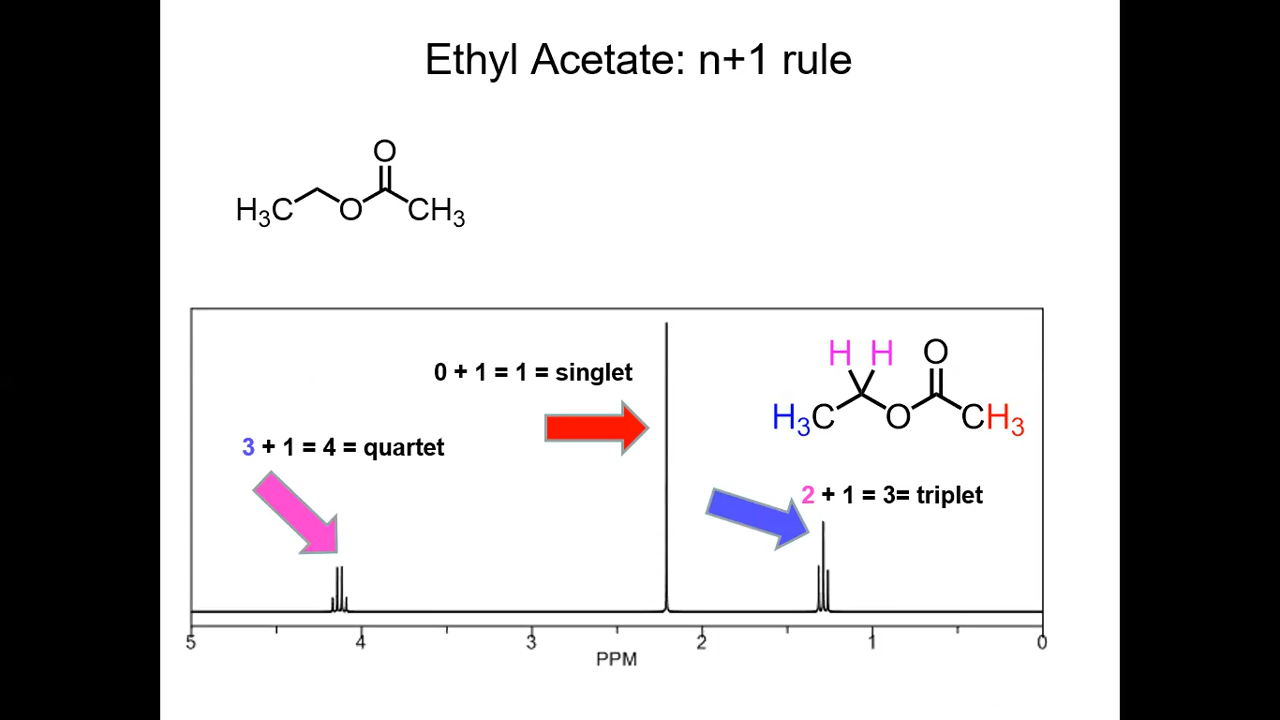 Ethyl Acetate: n+1 rule
O
H₃C O CH₃
0 + 1 = 1 = singlet
H H O
H₃C O CH₃
3 + 1 = 4 = quartet
2 + 1 = 3= triplet
5 4 3 2 1 0
PPM